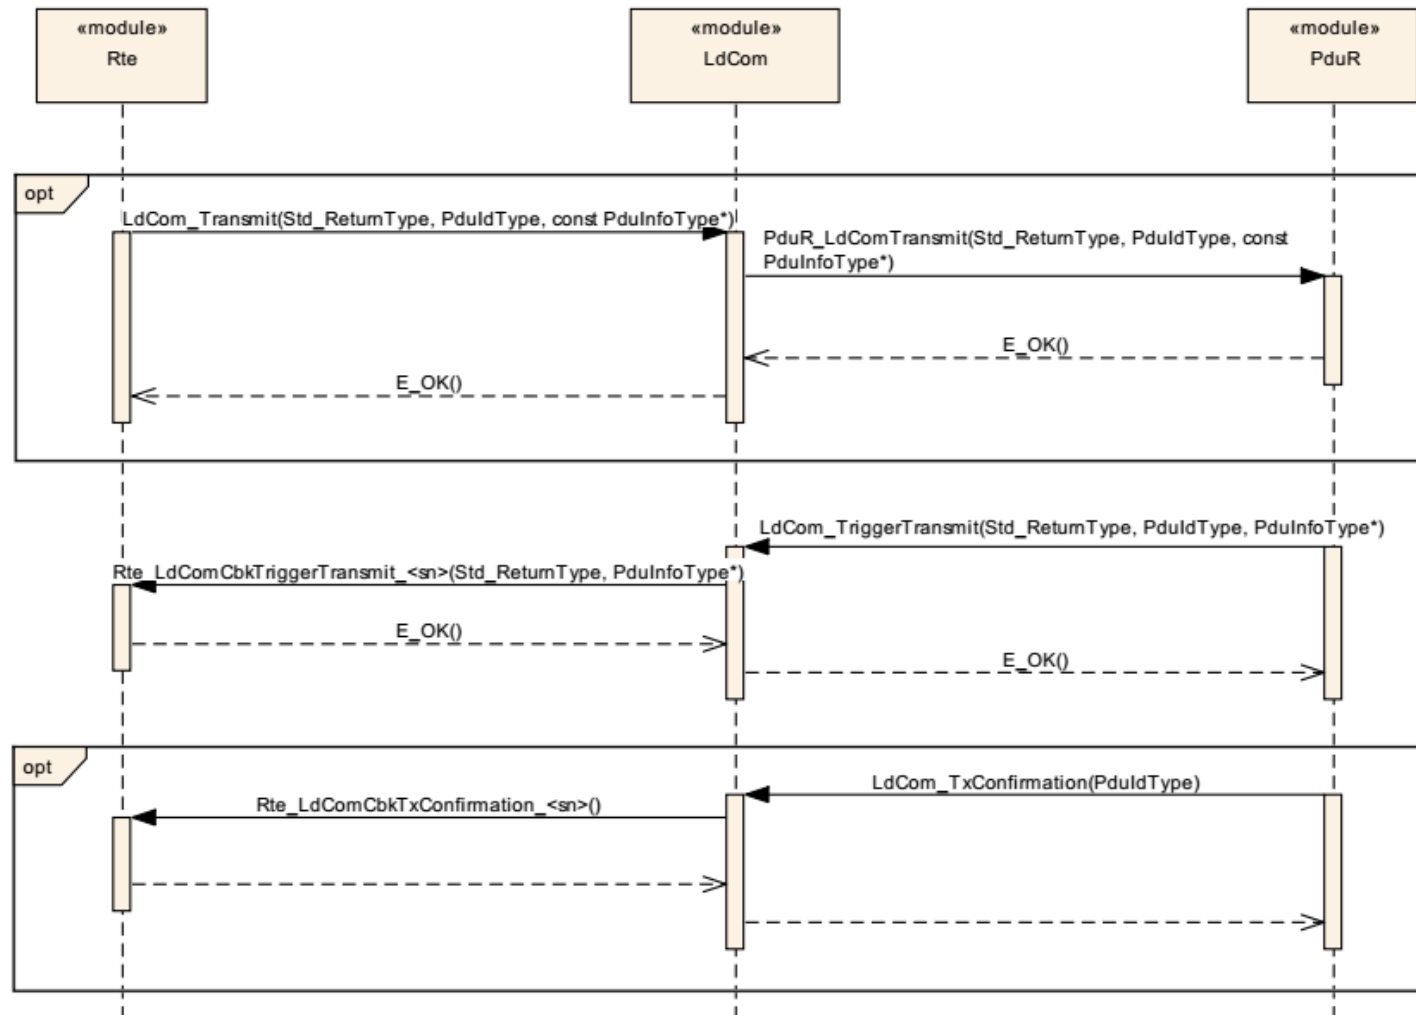 «module»
Rte
«module»
LdCom
«module»
PduR
opt
LdCom_Transmit(Std_ReturnType, PduIdType, const PduInfoType*)
PduR_LdComTransmit(Std_ReturnType, PduIdType, const
PduInfoType*)
E_OK()
E_OK()
LdCom_TriggerTransmit(Std_ReturnType, PduIdType, PduInfoType*)
Rte_LdComCbkTriggerTransmit_<sn>(Std_ReturnType, PduInfoType*)
E_OK()
E_OK()
opt
LdCom_TxConfirmation(PduIdType)
Rte_LdComCbkTxConfirmation_<sn>()